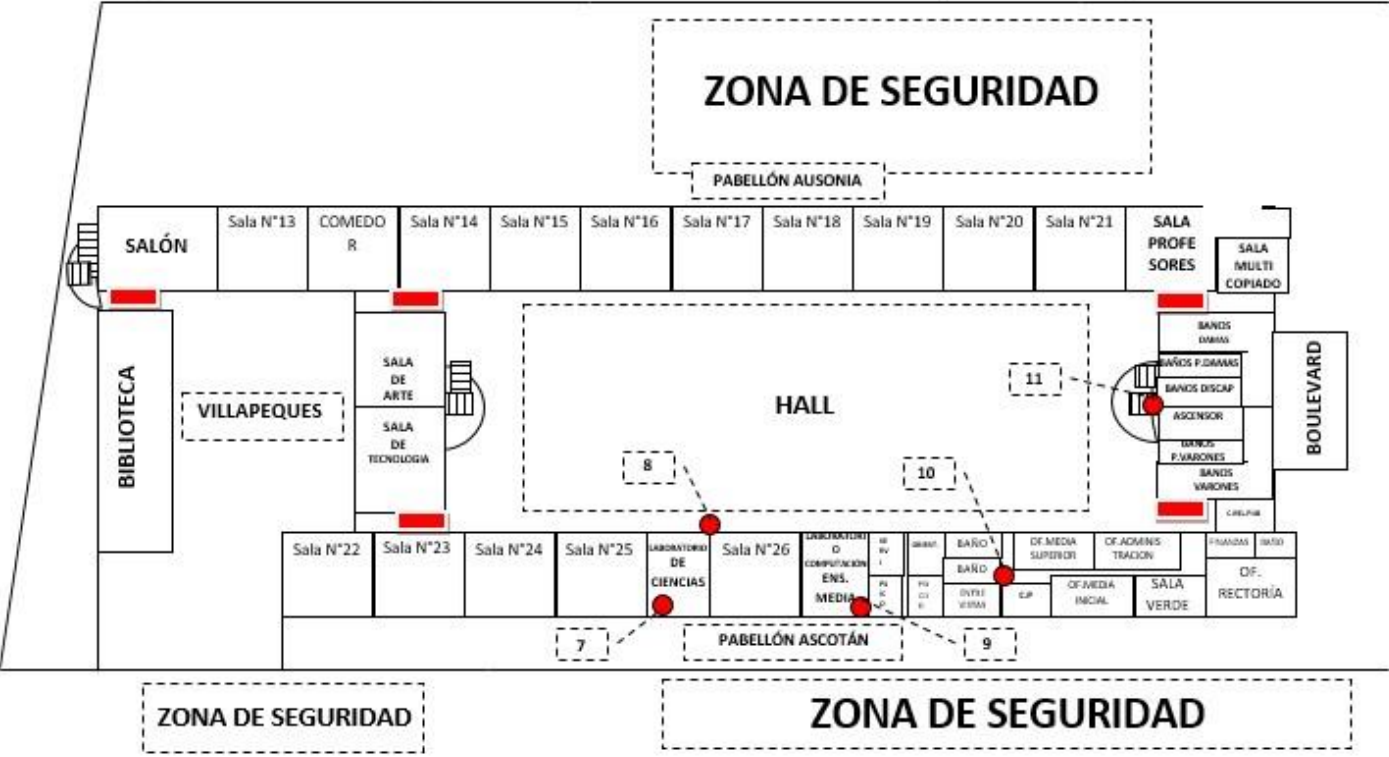 ZONA DE SEGURIDAD
PABELLÓN AUSONIA
SALÓN
Sala N°13
COMEDO
R
Sala N°14
Sala N°15
Sala N°16
Sala N°17
Sala N°18
Sala N°19
Sala N°20
Sala N°21
SALA
PROFE
SORES
SALA
MULTI
COPIADO
BIBLIOTECA
VILLAPEQUES
SALA
DE
ARTE
SALA
DE
TECNOLOGIA
HALL
8
10
11
BANOS
DAMAS
BAÑOS P.DAMAS
BANOS DISCAP
ASCENSOR
BANOS
P.VARONES
BANOS
VARONES
BOULEVARD
Sala N°22
Sala N°23
Sala N°24
Sala N°25
LABORATORIO
DE
CIENCIAS
Sala N°26
LABORATORI
O
COMPUTACIÓN
ENS.
MEDIA
BAÑO
BAÑO
ENTRE
VISTAS
C.P
OF.MEDIA
SUPERIOR
OF.ADMINIS
TRACION
OF.MEDIA
INICIAL
SALA
VERDE
FINANZAS
OF.
RECTORÍA
7
PABELLÓN ASCOTÁN
9
ZONA DE SEGURIDAD
ZONA DE SEGURIDAD